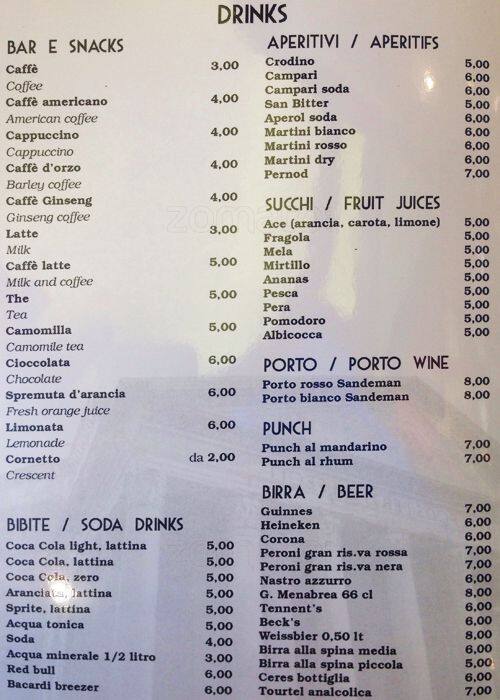 DRINKS
BAR E SNACKS
Caffè 3,00
Coffee
Caffè americano 4,00
American coffee
Cappuccino 4,00
Cappuccino
Caffè d'orzo 4,00
Barley coffee
Caffè Ginseng 4,00
Ginseng coffee
Latte 3,00
Milk
Caffè latte 5,00
Milk and coffee
The 5,00
Tea
Camomilla 5,00
Camomile tea
Cioccolata 6,00
Chocolate
Spremuta d'arancia 6,00
Fresh orange juice
Limonata 6,00
Lemonade
Cornetto da 2,00
Crescent
BIBITE / SODA DRINKS
Coca Cola light, lattina 5,00
Coca Cola, lattina 5,00
Coca Cola, zero 5,00
Aranciata, lattina 5,00
Sprite, lattina 5,00
Acqua tonica 5,00
Soda 4,00
Acqua minerale 1/2 litro 3,00
Red bull 6,00
Bacardi breezer 6,00
APERITIVI / APERITIFS
Crodino 5,00
Campari 6,00
Campari soda 6,00
San Bitter 5,00
Aperol soda 6,00
Martini bianco 6,00
Martini rosso 6,00
Martini dry 6,00
Pernod 7,00
SUCCHI / FRUIT JUICES
Ace (arancia, carota, limone) 5,00
Fragola 5,00
Mela 5,00
Mirtillo 5,00
Ananas 5,00
Pesca 5,00
Pera 5,00
Pomodoro 5,00
Albicocca 5,00
PORTO / PORTO WINE
Porto rosso Sandeman 8,00
Porto bianco Sandeman 8,00
PUNCH
Punch al mandarino 7,00
Punch al rhum 7,00
BIRRA / BEER
Guinnes 7,00
Heineken 6,00
Corona 6,00
Peroni gran ris.va rossa 7,00
Peroni gran ris.va nera 7,00
Nastro azzurro 6,00
G. Menabrea 66 cl 8,00
Tennent's 6,00
Beck's 6,00
Weissbier 0,50 lt 8,00
Birra alla spina media 6,00
Birra alla spina piccola 5,00
Ceres bottiglia 6,00
Tourtel analcolica 7,00